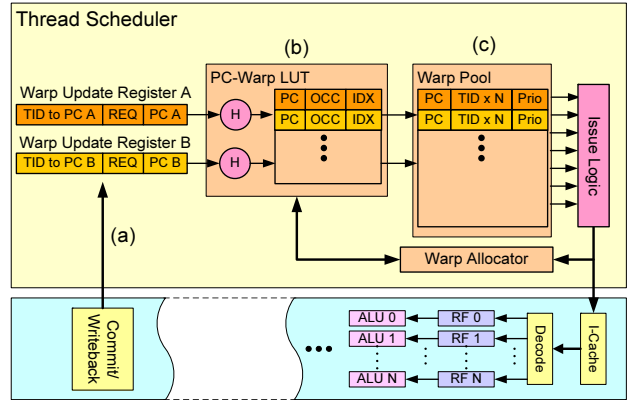 Thread Scheduler
(b)
(c)
PC-Warp LUT
Warp Pool
Warp Update Register A
TID to PC A REQ PC A
H
PC OCC IDX
PC TID x N Prio
PC OCC IDX
PC TID x N Prio
Warp Update Register B
TID to PC B REQ PC B
H
Issue Logic
(a)
Warp Allocator
Commit/
Writeback
ALU 0 RF 0
ALU 1 RF 1
ALU N RF N
Decode
I-Cache